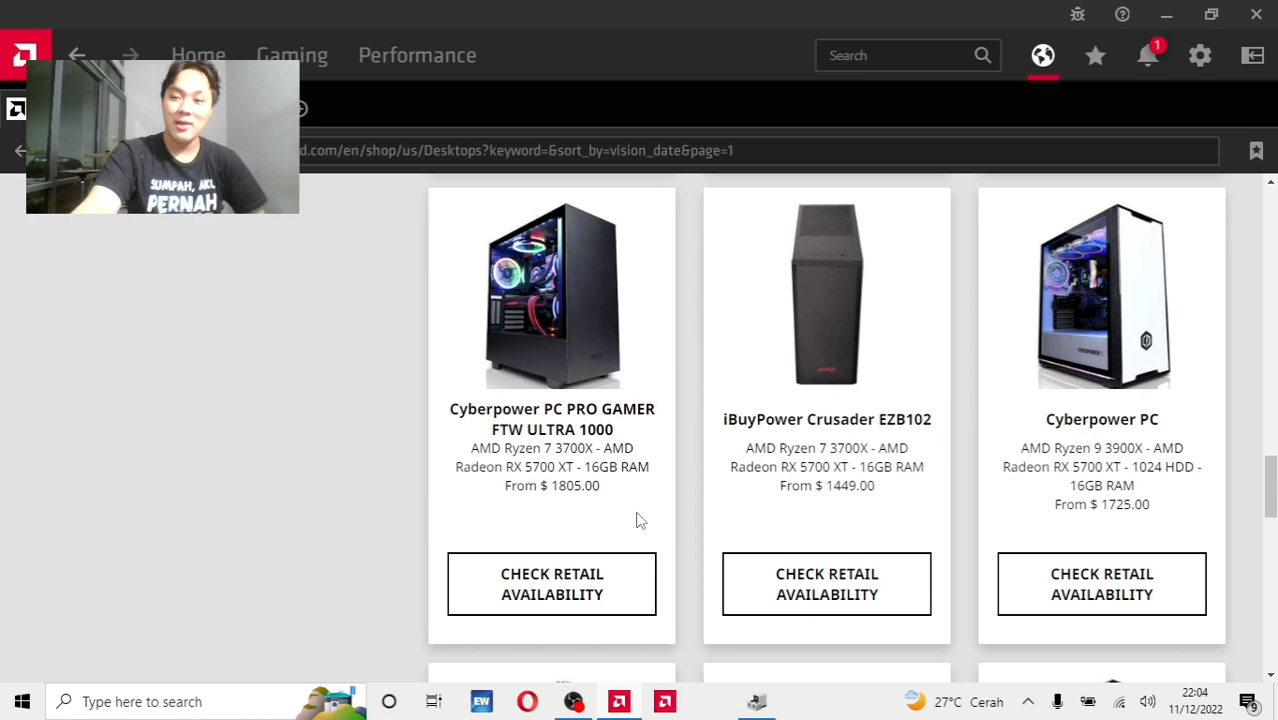 Home
Gaming
Performance
Search
1
d.com/en/shop/us/Desktops?keyword=&sort_by=vision_date&page=1
SUMPAH, AKU
PERNAH
Cyberpower PC PRO GAMER
FTW ULTRA 1000
AMD Ryzen 7 3700X - AMD
Radeon RX 5700 XT - 16GB RAM
From $ 1805.00
CHECK RETAIL
AVAILABILITY
iBuyPower Crusader EZB102
AMD Ryzen 7 3700X - AMD
Radeon RX 5700 XT - 16GB RAM
From $ 1449.00
CHECK RETAIL
AVAILABILITY
Cyberpower PC
AMD Ryzen 9 3900X - AMD
Radeon RX 5700 XT - 1024 HDD -
16GB RAM
From $ 1725.00
CHECK RETAIL
AVAILABILITY
Type here to search
EW
27°C Cerah
22:04
11/12/2022
9